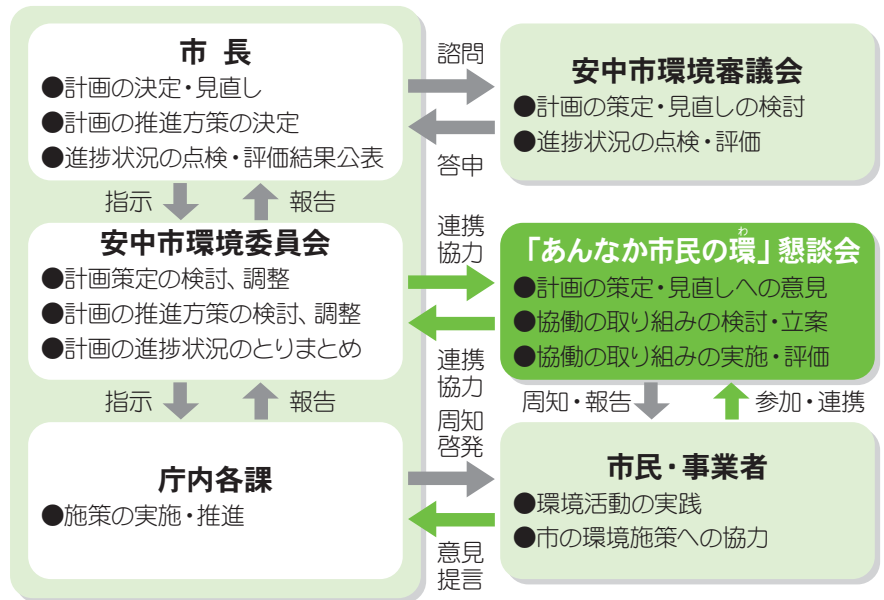 市 長
●計画の決定・見直し
●計画の推進方策の決定
●進捗状況の点検・評価結果公表
諮問
答申
安中市環境審議会
●計画の策定・見直しの検討
●進捗状況の点検・評価
指示
報告
安中市環境委員会
●計画策定の検討、調整
●計画の推進方策の検討、調整
●計画の進捗状況のとりまとめ
連携
協力
連携
協力
わ
「あんなか市民の環」懇談会
●計画の策定・見直しへの意見
●協働の取り組みの検討・立案
●協働の取り組みの実施・評価
指示
報告
周知・報告
参加・連携
庁内各課
●施策の実施・推進
周知
啓発
意見
提言
市民・事業者
●環境活動の実践
●市の環境施策への協力